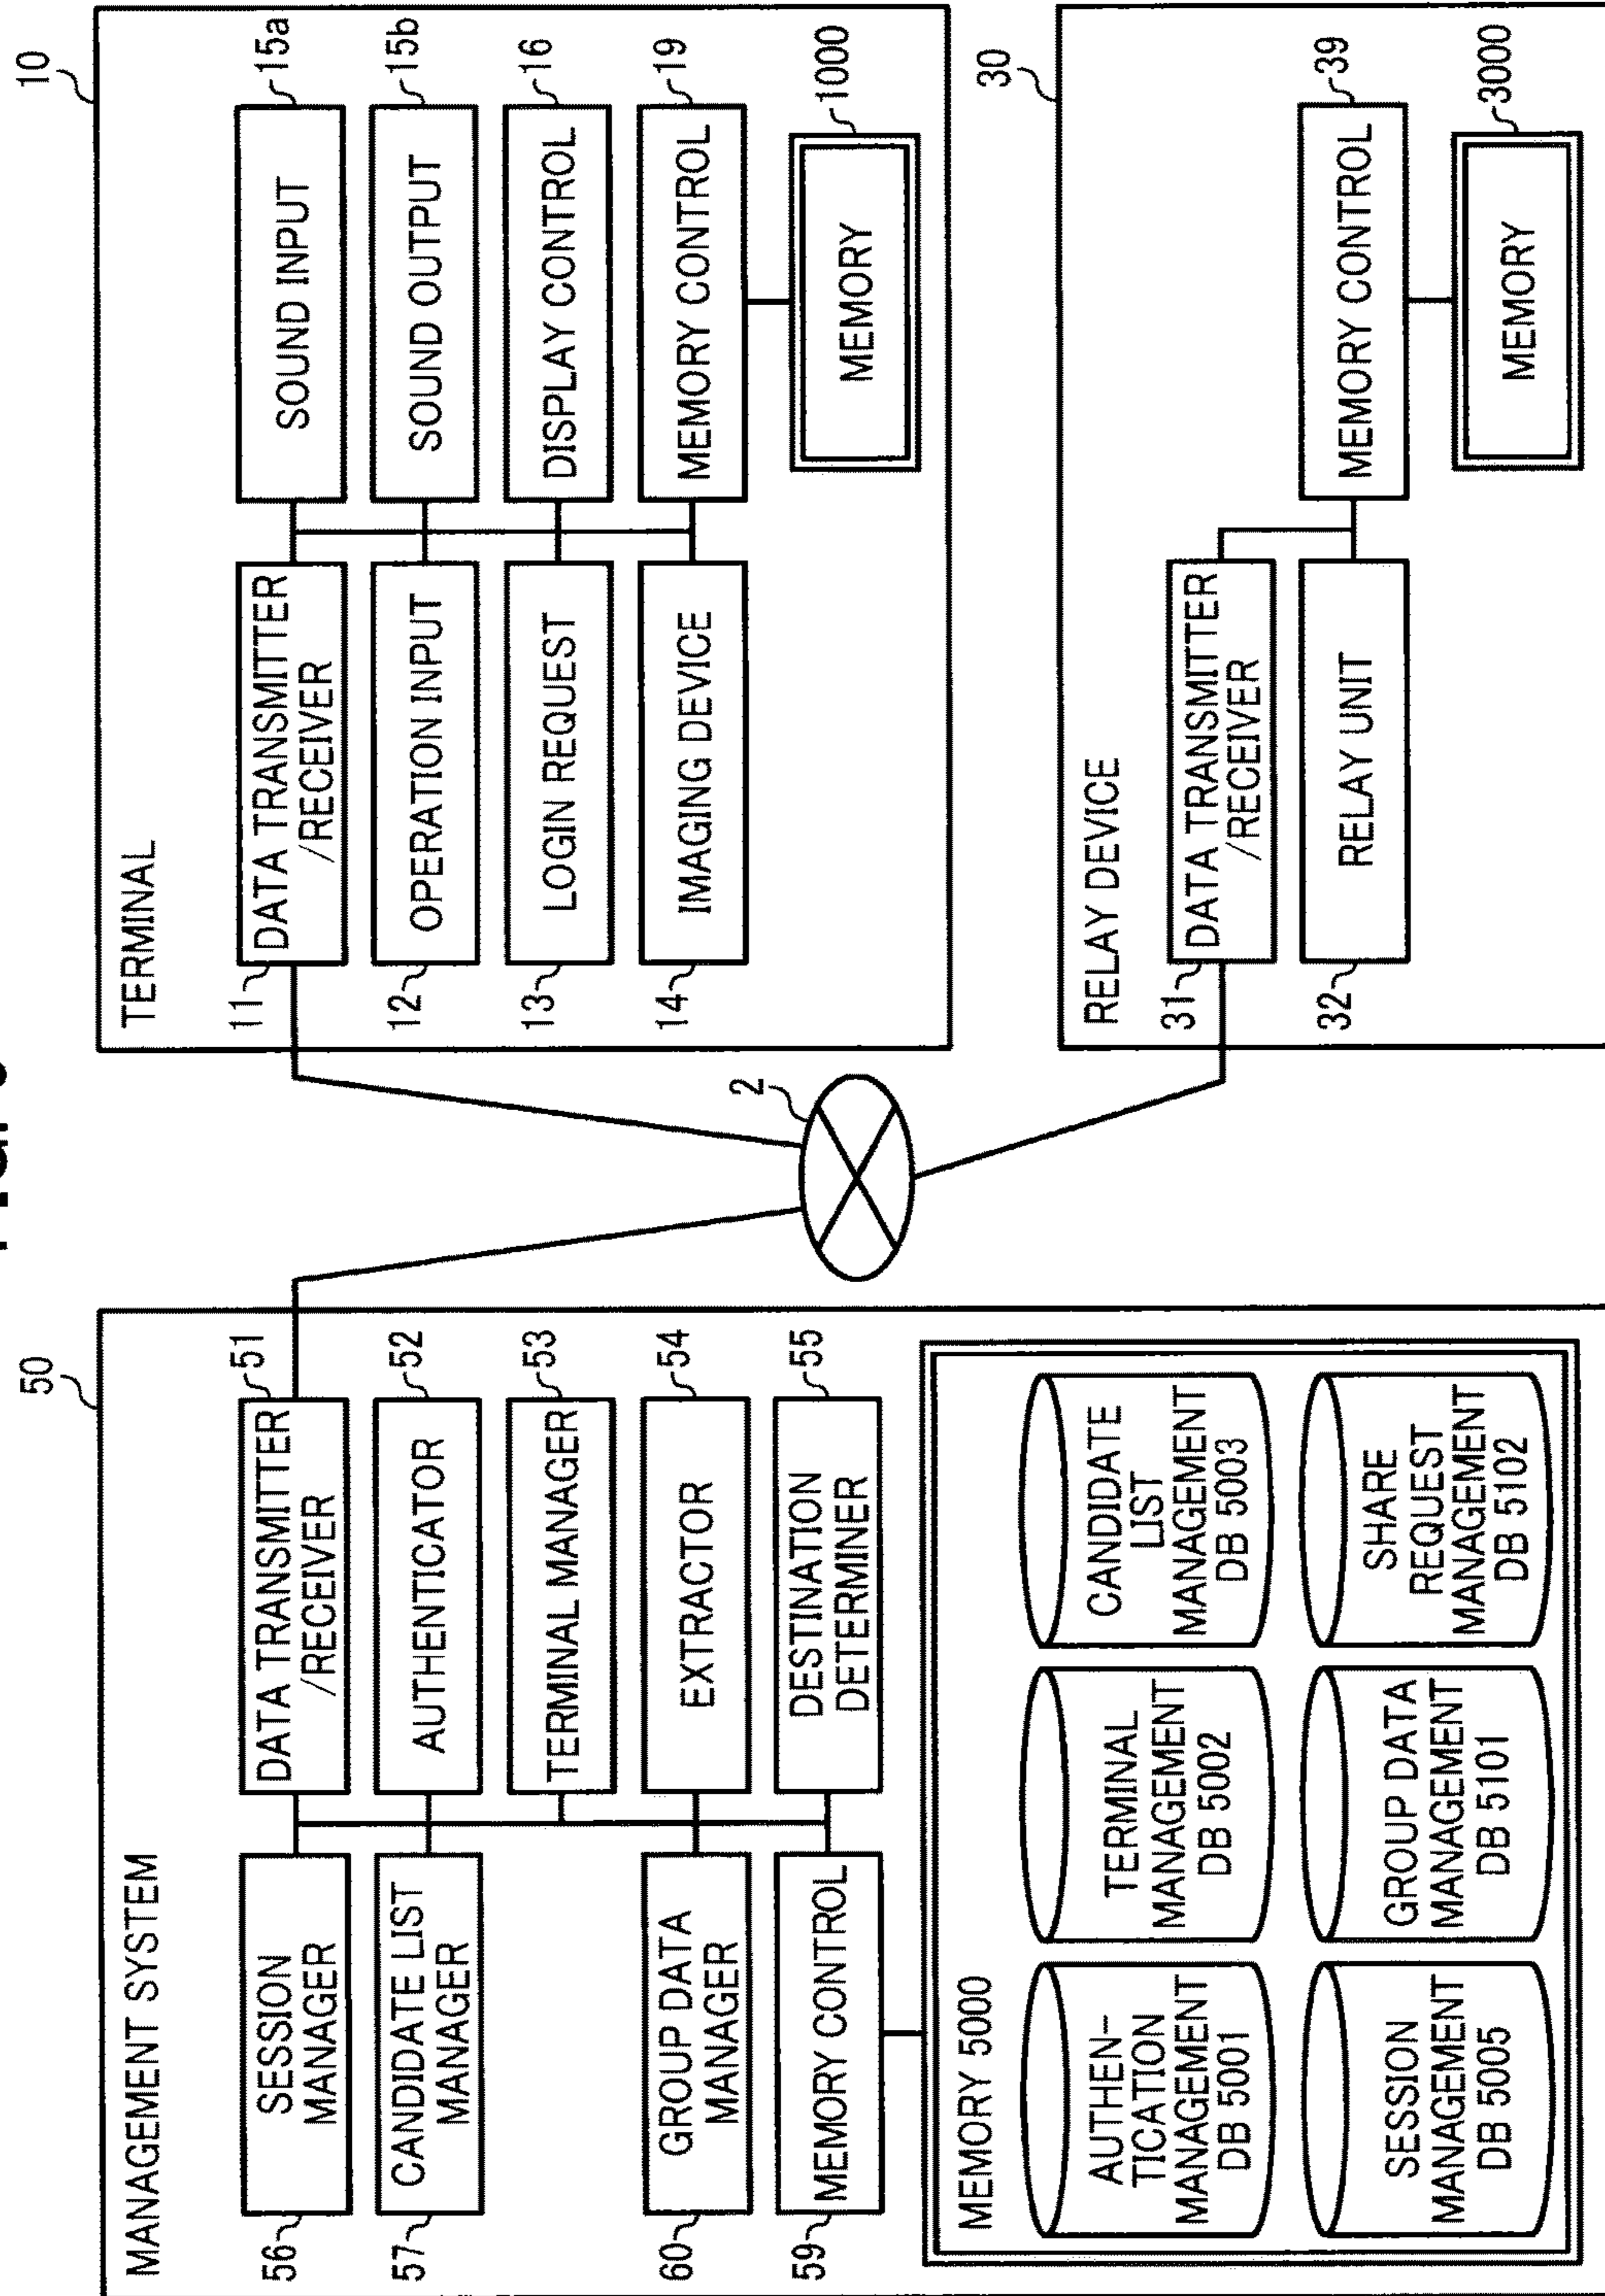 MANAGEMENT SYSTEM
50
SESSION
MANAGER
56
CANDIDATE LIST
MANAGER
57
GROUP DATA
MANAGER
60
MEMORY CONTROL
59
DATA TRANSMITTER
/RECEIVER
51
AUTHENTICATOR
52
TERMINAL MANAGER
53
EXTRACTOR
54
DESTINATION
DETERMINER
55
MEMORY 5000
AUTHEN-
TICATION
MANAGEMENT
DB 5001
TERMINAL
MANAGEMENT
DB 5002
CANDIDATE
LIST
MANAGEMENT
DB 5003
SESSION
MANAGEMENT
DB 5005
GROUP DATA
MANAGEMENT
DB 5101
SHARE
REQUEST
MANAGEMENT
DB 5102
2
TERMINAL
10
11
DATA TRANSMITTER
/RECEIVER
12
OPERATION INPUT
13
LOGIN REQUEST
14
IMAGING DEVICE
SOUND INPUT
15a
SOUND OUTPUT
15b
DISPLAY CONTROL
16
MEMORY CONTROL
19
MEMORY
1000
RELAY DEVICE
30
31
DATA TRANSMITTER
/RECEIVER
32
RELAY UNIT
MEMORY CONTROL
39
MEMORY
3000